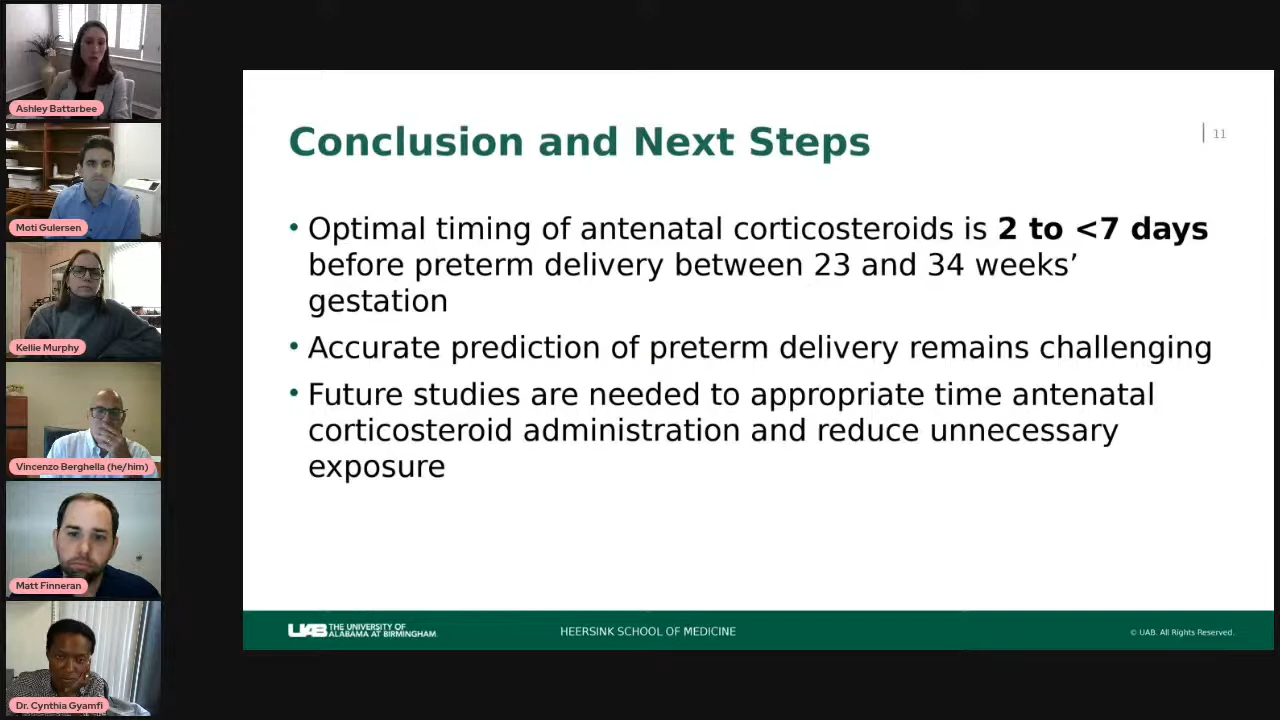 Ashley Battarbee
Moti Gulersen
Kellie Murphy
Vincenzo Berghella (he/him)
Matt Finneran
Dr. Cynthia Gyamfi
Conclusion and Next Steps
11
• Optimal timing of antenatal corticosteroids is 2 to <7 days
before preterm delivery between 23 and 34 weeks’
gestation
• Accurate prediction of preterm delivery remains challenging
• Future studies are needed to appropriate time antenatal
corticosteroid administration and reduce unnecessary
exposure
UAB THE UNIVERSITY OF
ALABAMA AT BIRMINGHAM.
HEERSINK SCHOOL OF MEDICINE
© UAB. All Rights Reserved.